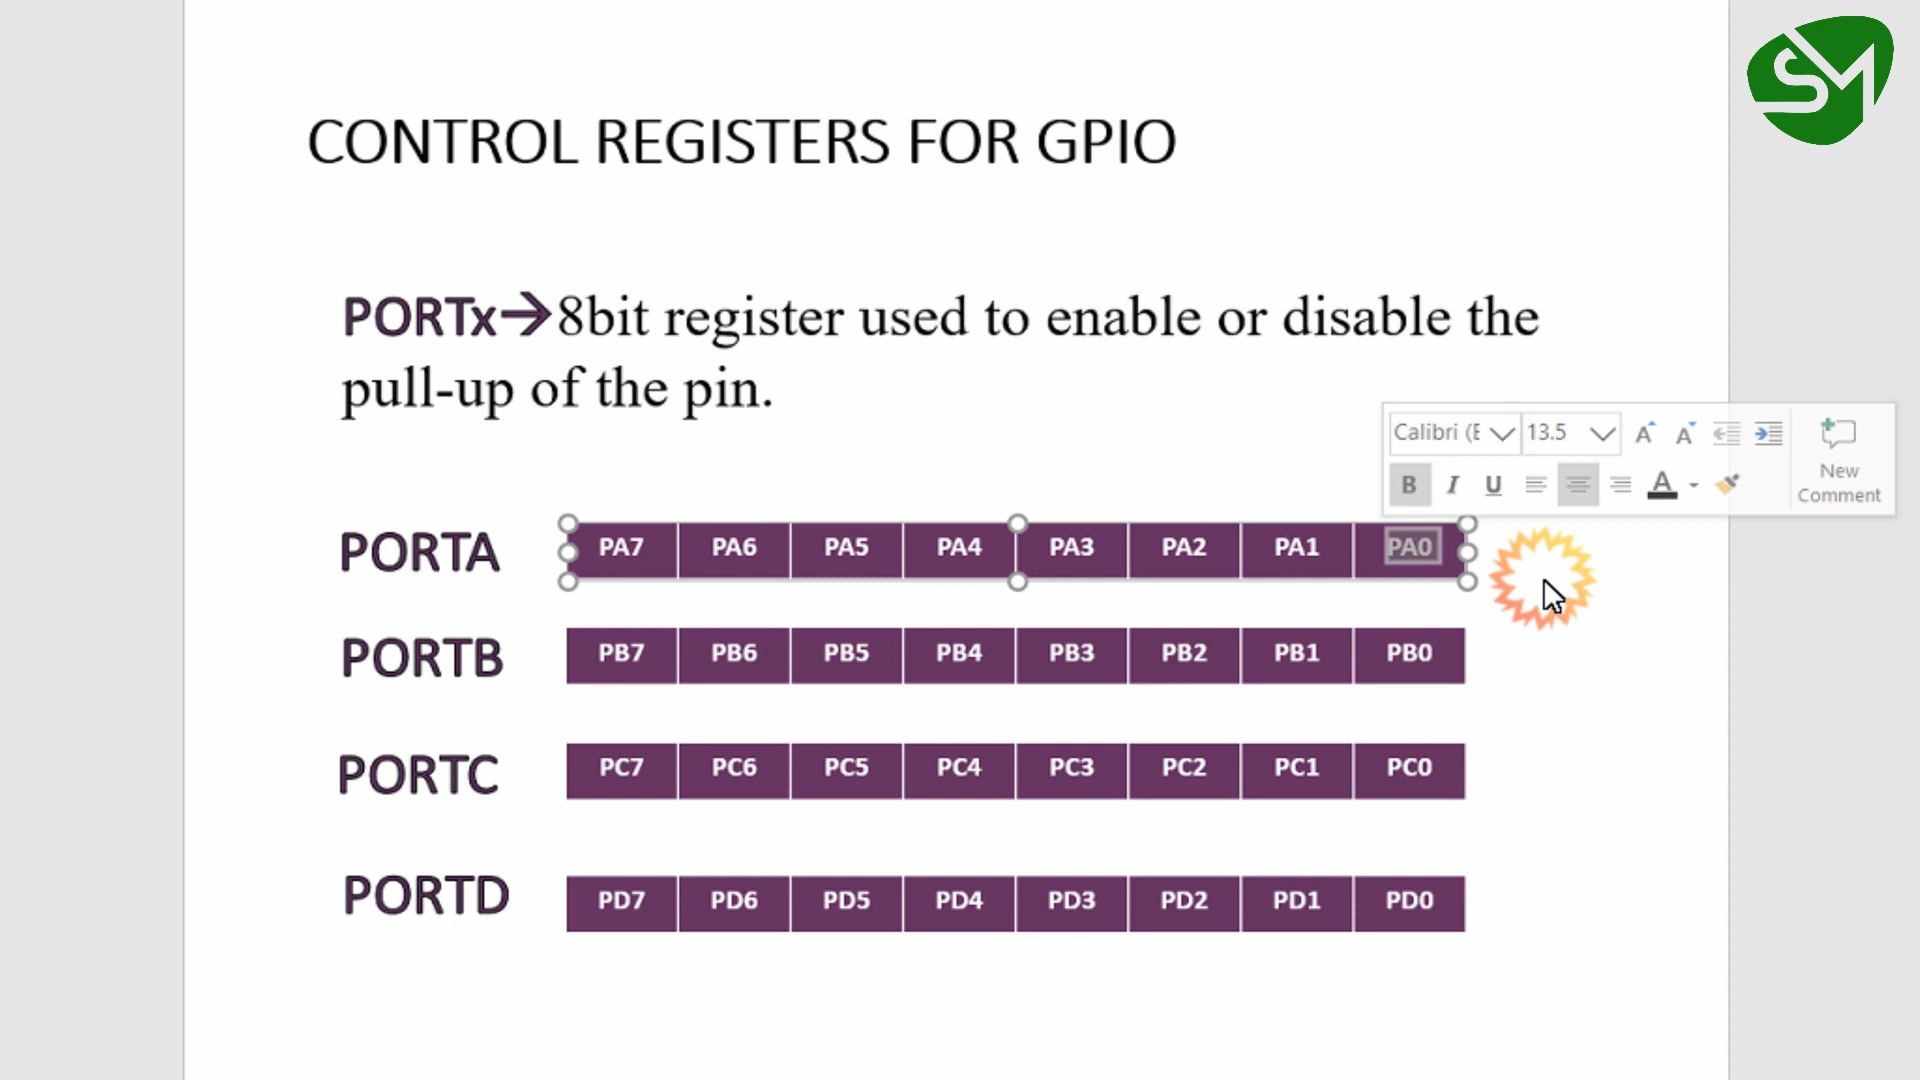 SM
CONTROL REGISTERS FOR GPIO
PORTx→8bit register used to enable or disable the
pull-up of the pin.
Calibri (E 13.5
B I U A
New
Comment
PORTA PA7 PA6 PA5 PA4 PA3 PA2 PA1 PA0
PORTB PB7 PB6 PB5 PB4 PB3 PB2 PB1 PB0
PORTC PC7 PC6 PC5 PC4 PC3 PC2 PC1 PC0
PORTD PD7 PD6 PD5 PD4 PD3 PD2 PD1 PD0